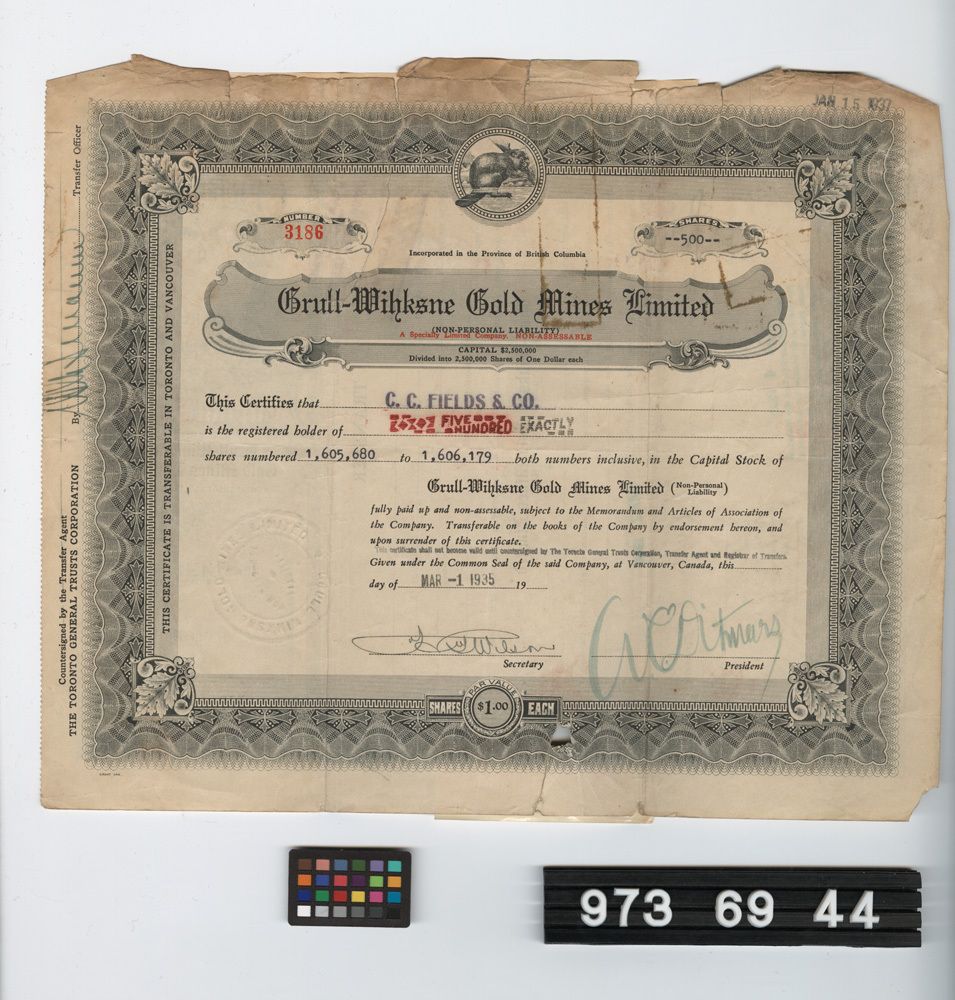 JAN 15 1937
NUMBER
3186
SHARES
--500--
Incorporated in the Province of British Columbia
Grull-Wihksne Gold Mines Limited
(NON-PERSONAL LIABILITY)
A Specially Limited Company. NON-ASSESSABLE
CAPITAL $2,500,000
Divided into 2,500,000 Shares of One Dollar each
This Certifies that C. C. FIELDS & CO.
is the registered holder of FIVE HUNDRED EXACTLY
shares numbered 1,605,680 to 1,606,179 both numbers inclusive, in the Capital Stock of
Grull-Wihksne Gold Mines Limited (Non-Personal Liability)
fully paid up and non-assessable, subject to the Memorandum and Articles of Association of
the Company. Transferable on the books of the Company by endorsement hereon, and
upon surrender of this certificate.
This certificate shall not become valid until countersigned by The Toronto General Trusts Corporation, Transfer Agent and Registrar of Transfers.
Given under the Common Seal of the said Company, at Vancouver, Canada, this
day of MAR -1 1935 19
Secretary
President
SHARES
PAR VALUE
$1.00
EACH
THIS CERTIFICATE IS TRANSFERABLE IN TORONTO AND VANCOUVER
Countersigned by the Transfer Agent
THE TORONTO GENERAL TRUSTS CORPORATION
By Transfer Officer
973 69 44